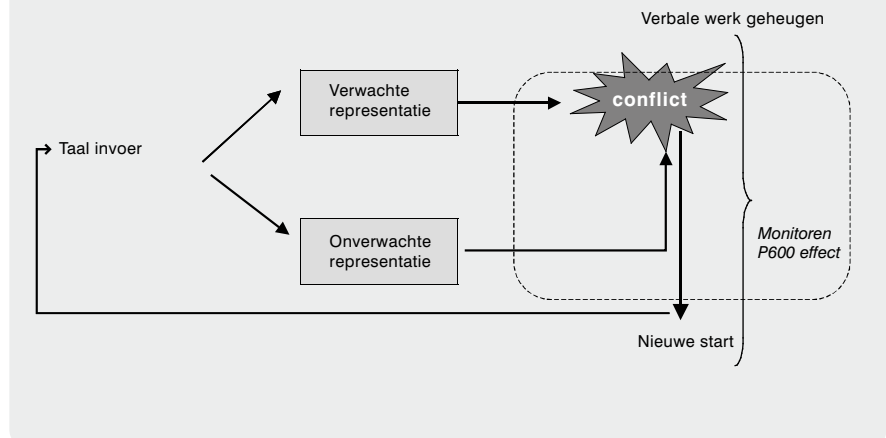 Verbale werk geheugen
Verwachte
representatie
conflict
Taal invoer
Onverwachte
representatie
Monitoren
P600 effect
Nieuwe start